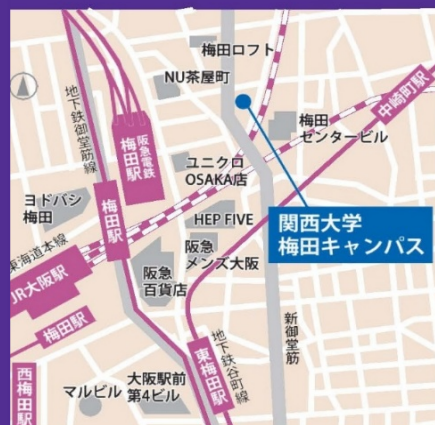 梅田ロフト
NU茶屋町
中崎町駅
地下鉄御堂筋線
阪急電鉄
梅田駅
梅田
センタービル
ユニクロ
OSAKA店
ヨドバシ
梅田
梅田駅
HEP FIVE
関西大学
梅田キャンパス
東海道本線
阪急
メンズ大阪
JR大阪駅
阪急
百貨店
新御堂筋
梅田駅
地下鉄谷町線
東梅田駅
西梅田駅
マルビル
大阪駅前
第4ビル